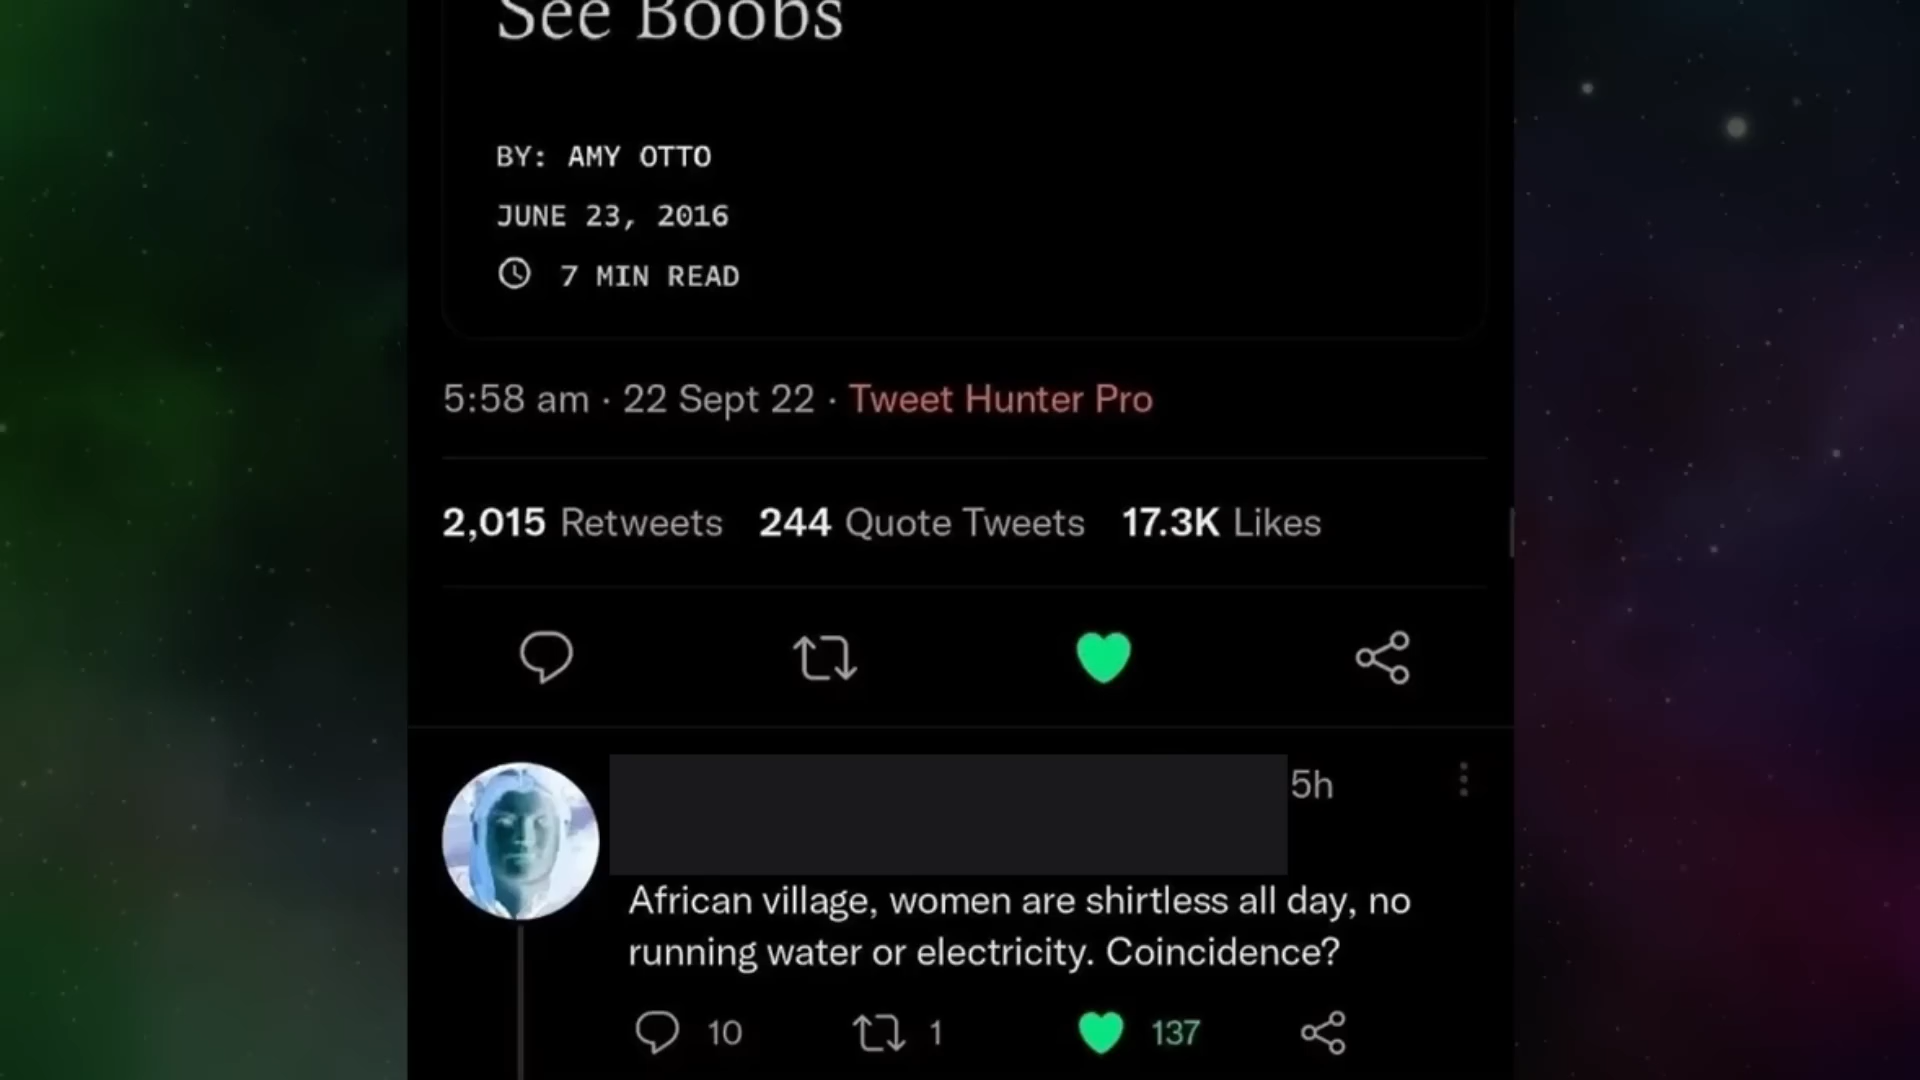 See Boobs
BY: AMY OTTO
JUNE 23, 2016
7 MIN READ
5:58 am · 22 Sept 22 · Tweet Hunter Pro
2,015 Retweets 244 Quote Tweets 17.3K Likes
5h
African village, women are shirtless all day, no
running water or electricity. Coincidence?
10 1 137